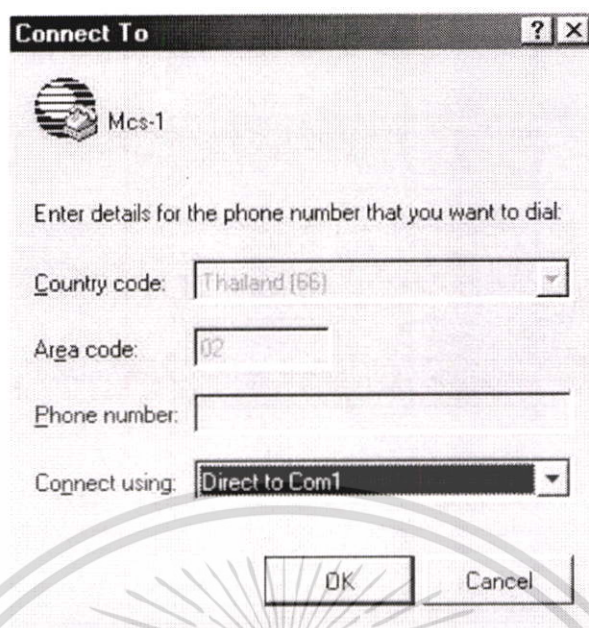 Connect To
Mcs-1
Enter details for the phone number that you want to dial:
Country code: Thailand (66)
Area code: 02
Phone number:
Connect using: Direct to Com1
OK Cancel